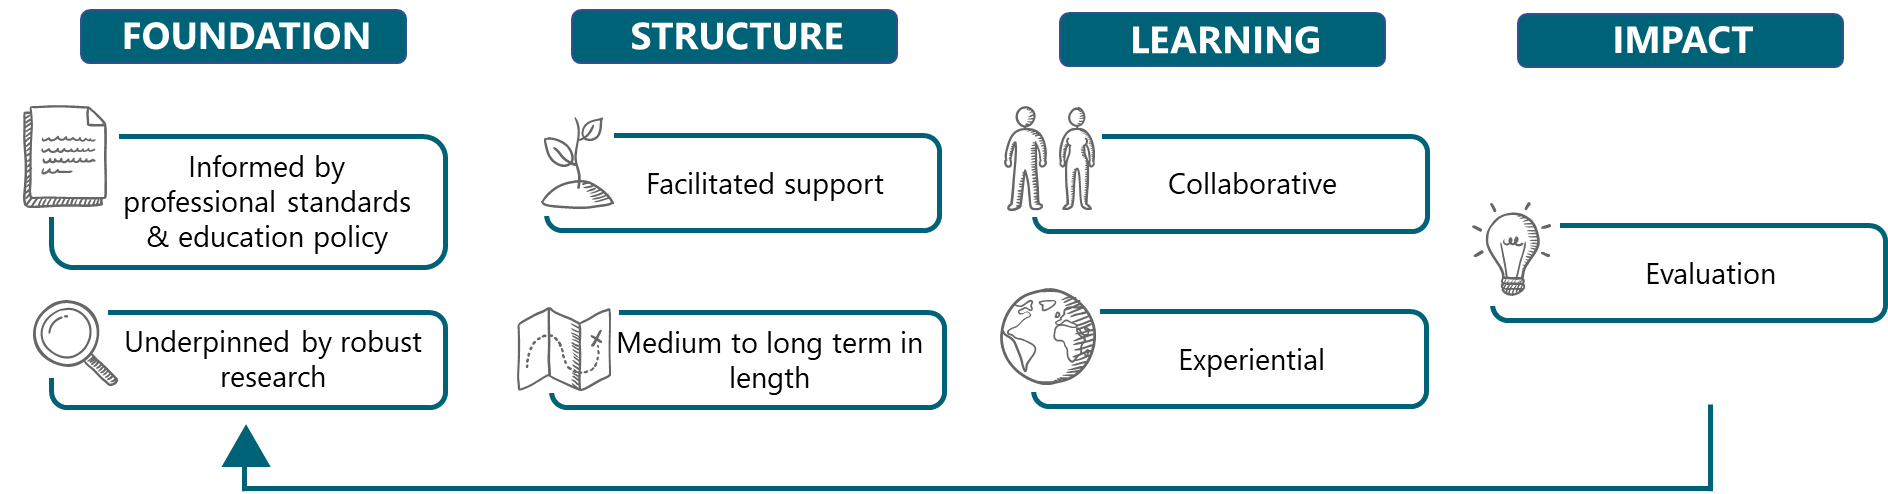 FOUNDATION
STRUCTURE
LEARNING
IMPACT
Informed by
professional standards
& education policy
Underpinned by robust
research
Facilitated support
Medium to long term in
length
Collaborative
Experiential
Evaluation